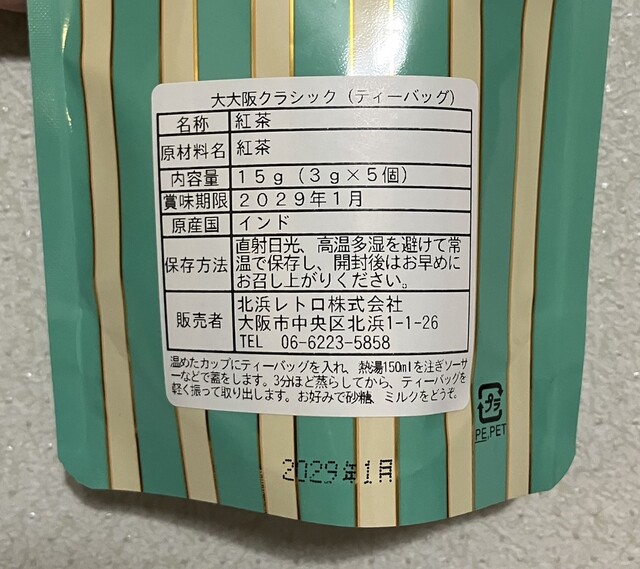 大大阪クラシック（ティーバッグ）
名称 紅茶
原材料名 紅茶
内容量 １５ｇ（３ｇ×５個）
賞味期限 ２０２９年１月
原産国 インド
保存方法 直射日光、高温多湿を避けて常
温で保存し、開封後はお早めに
お召し上がりください。
販売者 北浜レトロ株式会社
大阪市中央区北浜1-1-26
TEL 06-6223-5858
温めたカップにティーバッグを入れ、熱湯150mlを注ぎソーサ
ーなどで蓋をします。3分ほど蒸らしてから、ティーバッグを
軽く振って取り出します。お好みで砂糖、ミルクをどうぞ。
プラ
PE,PET
2029年1月